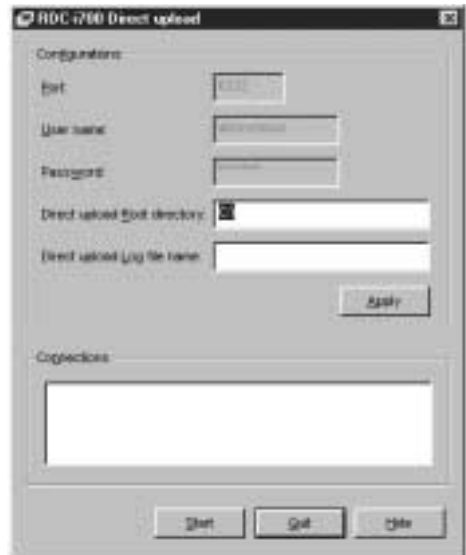 RDC-i700 Direct upload
Configurations
Port
User name
Password
Direct upload Root directory
Direct upload Log file name
Apply
Connections
Start
Quit
Hide